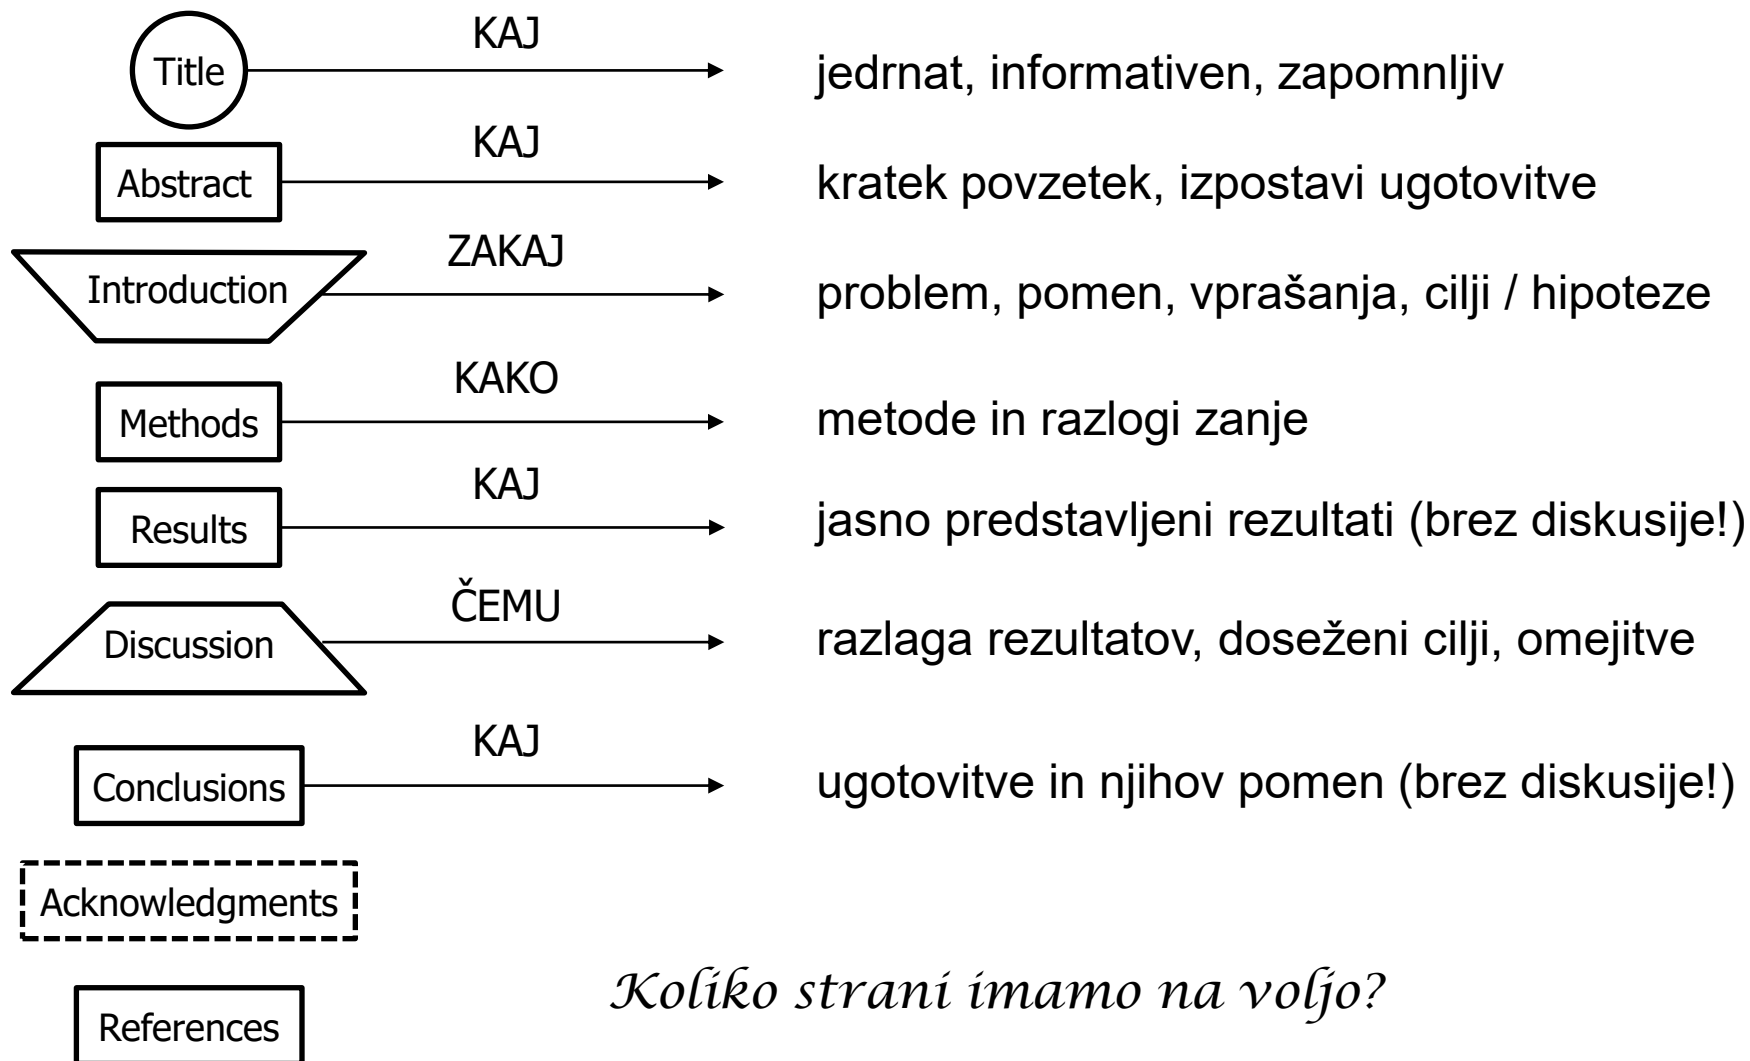 KAJ
Title
jedrnat, informativen, zapomnljiv
KAJ
Abstract
kratek povzetek, izpostavi ugotovitve
ZAKAJ
Introduction
problem, pomen, vprašanja, cilji / hipoteze
KAKO
Methods
metode in razlogi zanje
KAJ
Results
jasno predstavljeni rezultati (brez diskusije!)
ČEMU
Discussion
razlaga rezultatov, doseženi cilji, omejitve
KAJ
Conclusions
ugotovitve in njihov pomen (brez diskusije!)
Acknowledgments
Koliko strani imamo na voljo?
References